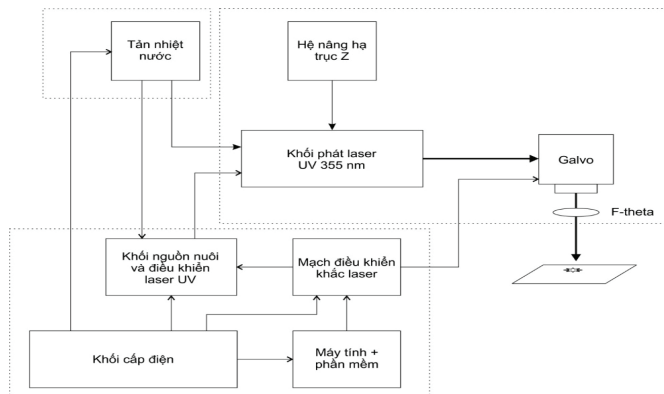 Tản nhiệt
nước
Hệ nâng hạ
trục Z
Khối phát laser
UV 355 nm
Galvo
F-theta
Khối nguồn nuôi
và điều khiển
laser UV
Mạch điều khiển
khắc laser
Khối cấp điện
Máy tính +
phần mềm